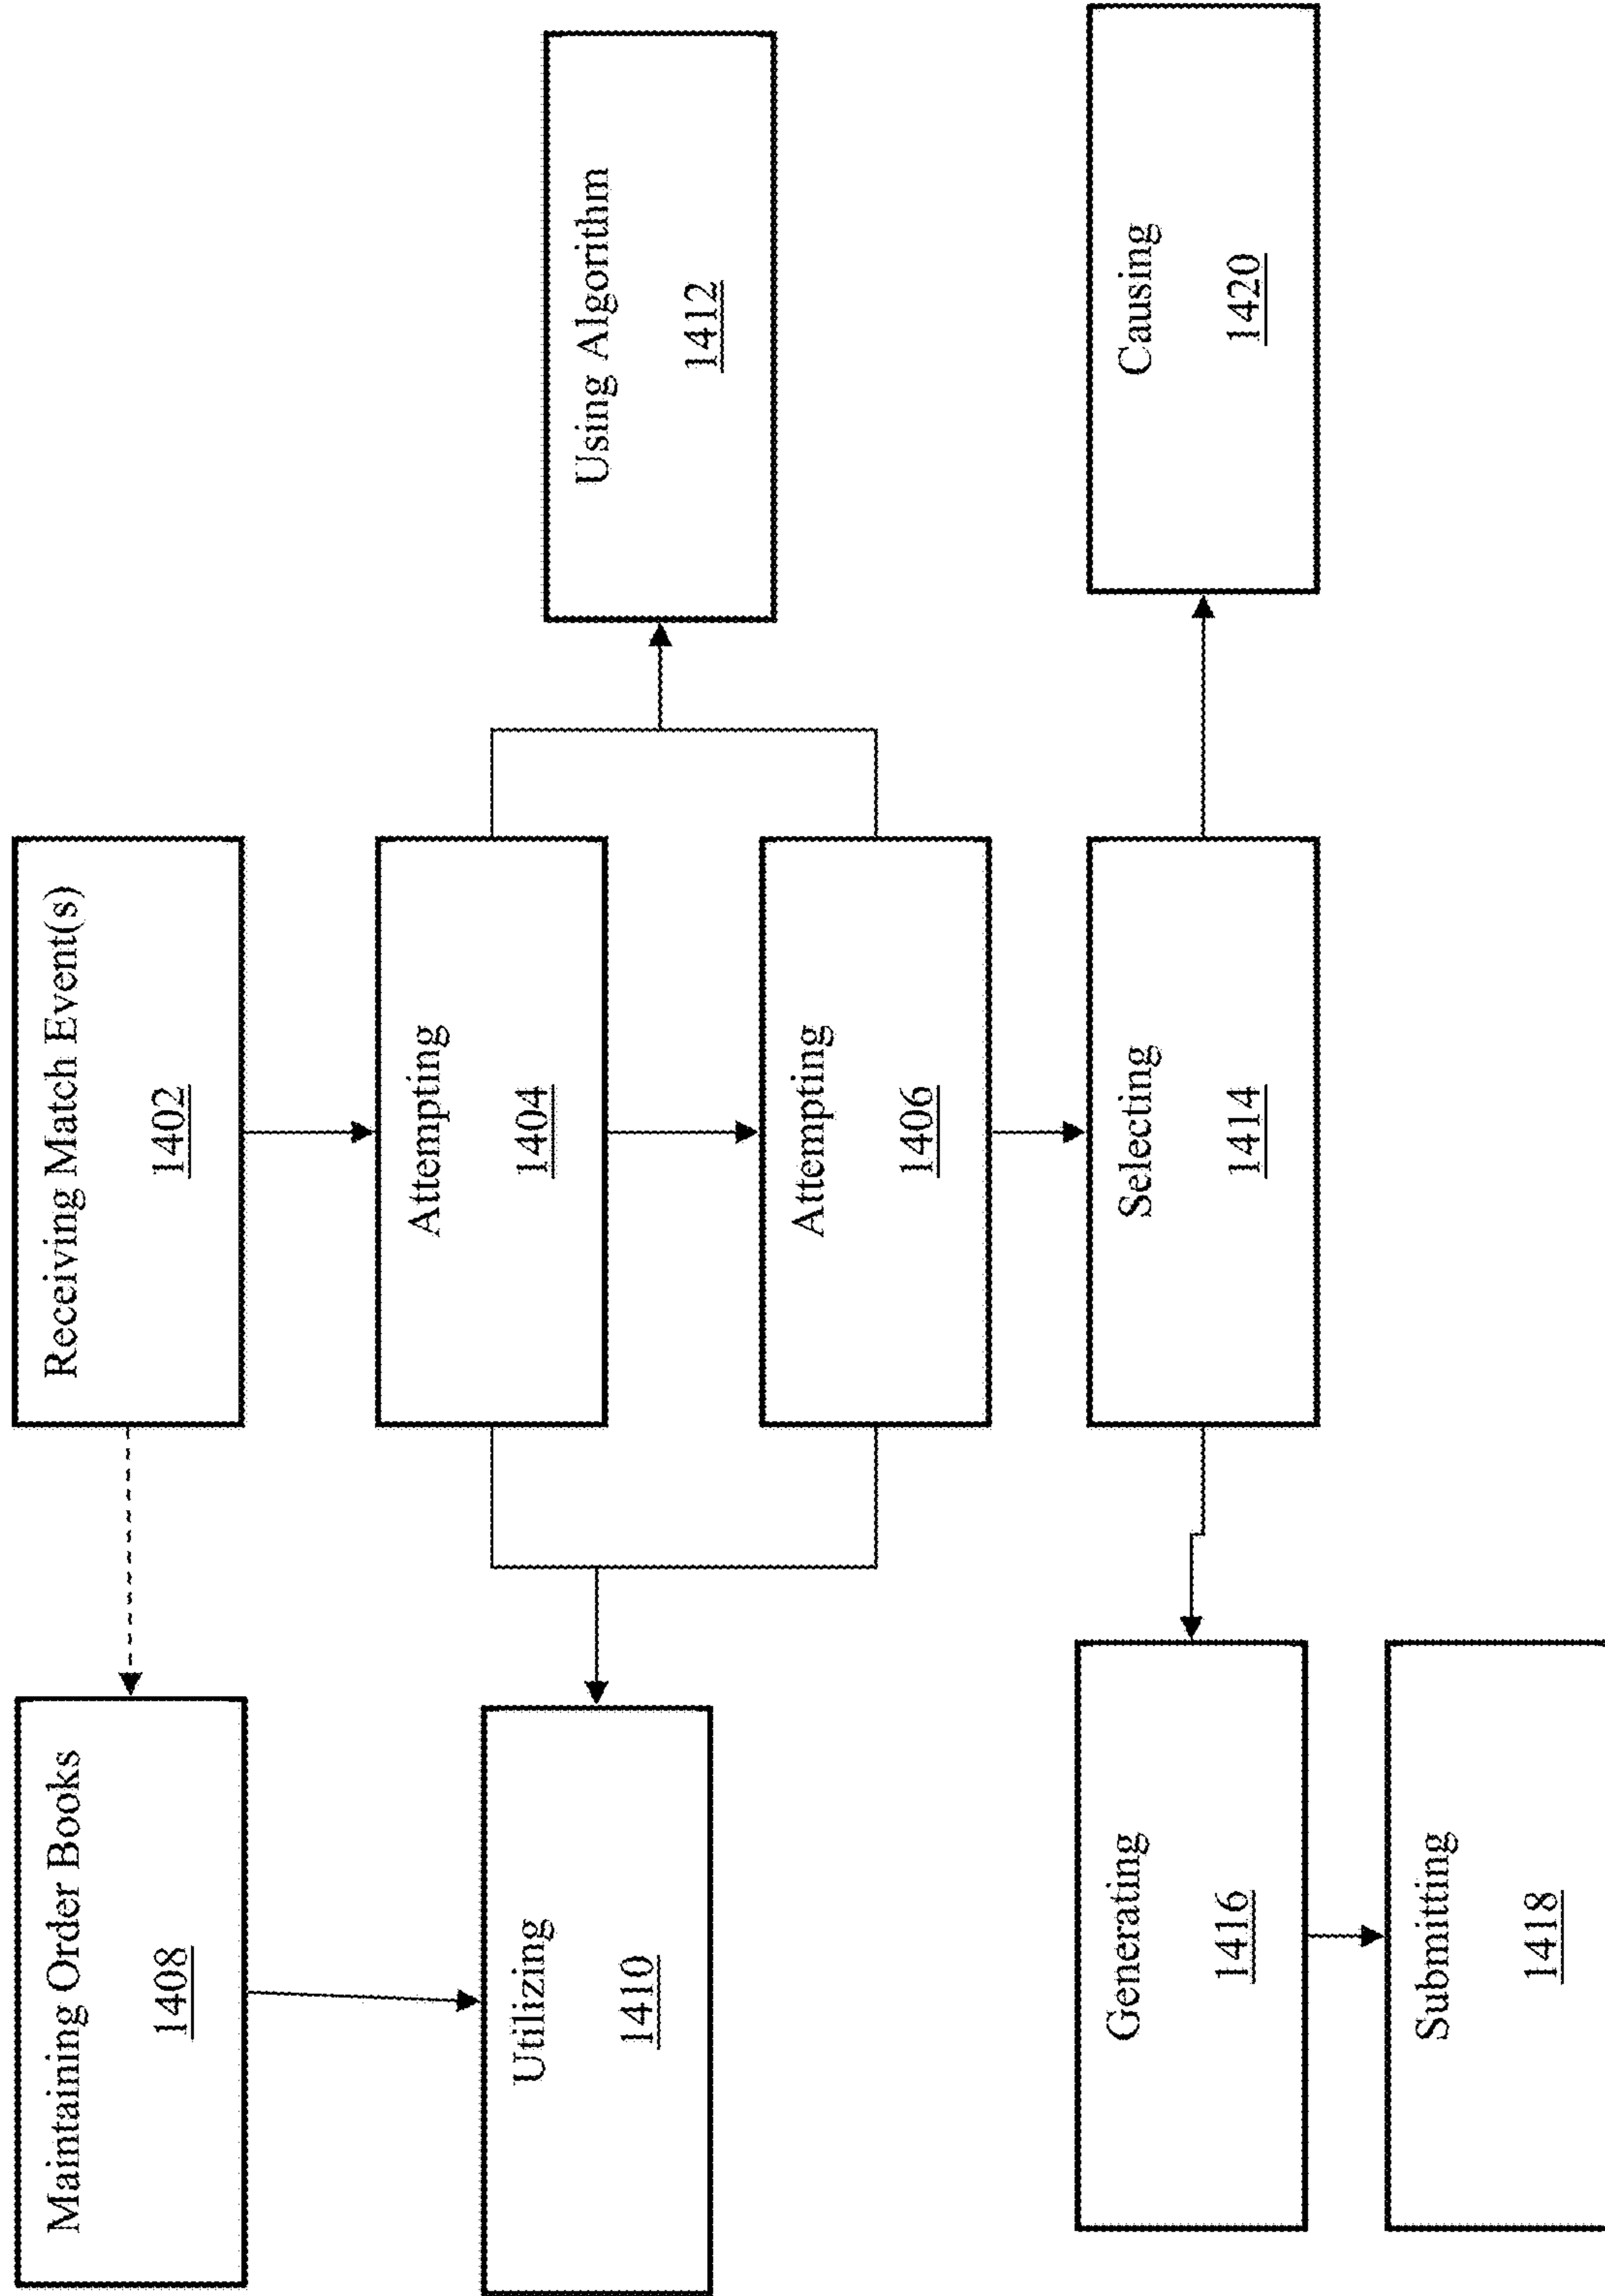 Maintaining Order Books
1408
Receiving Match Event(s)
1402
Utilizing
1410
Attempting
1404
Using Algorithm
1412
Attempting
1406
Generating
1416
Selecting
1414
Causing
1420
Submitting
1418